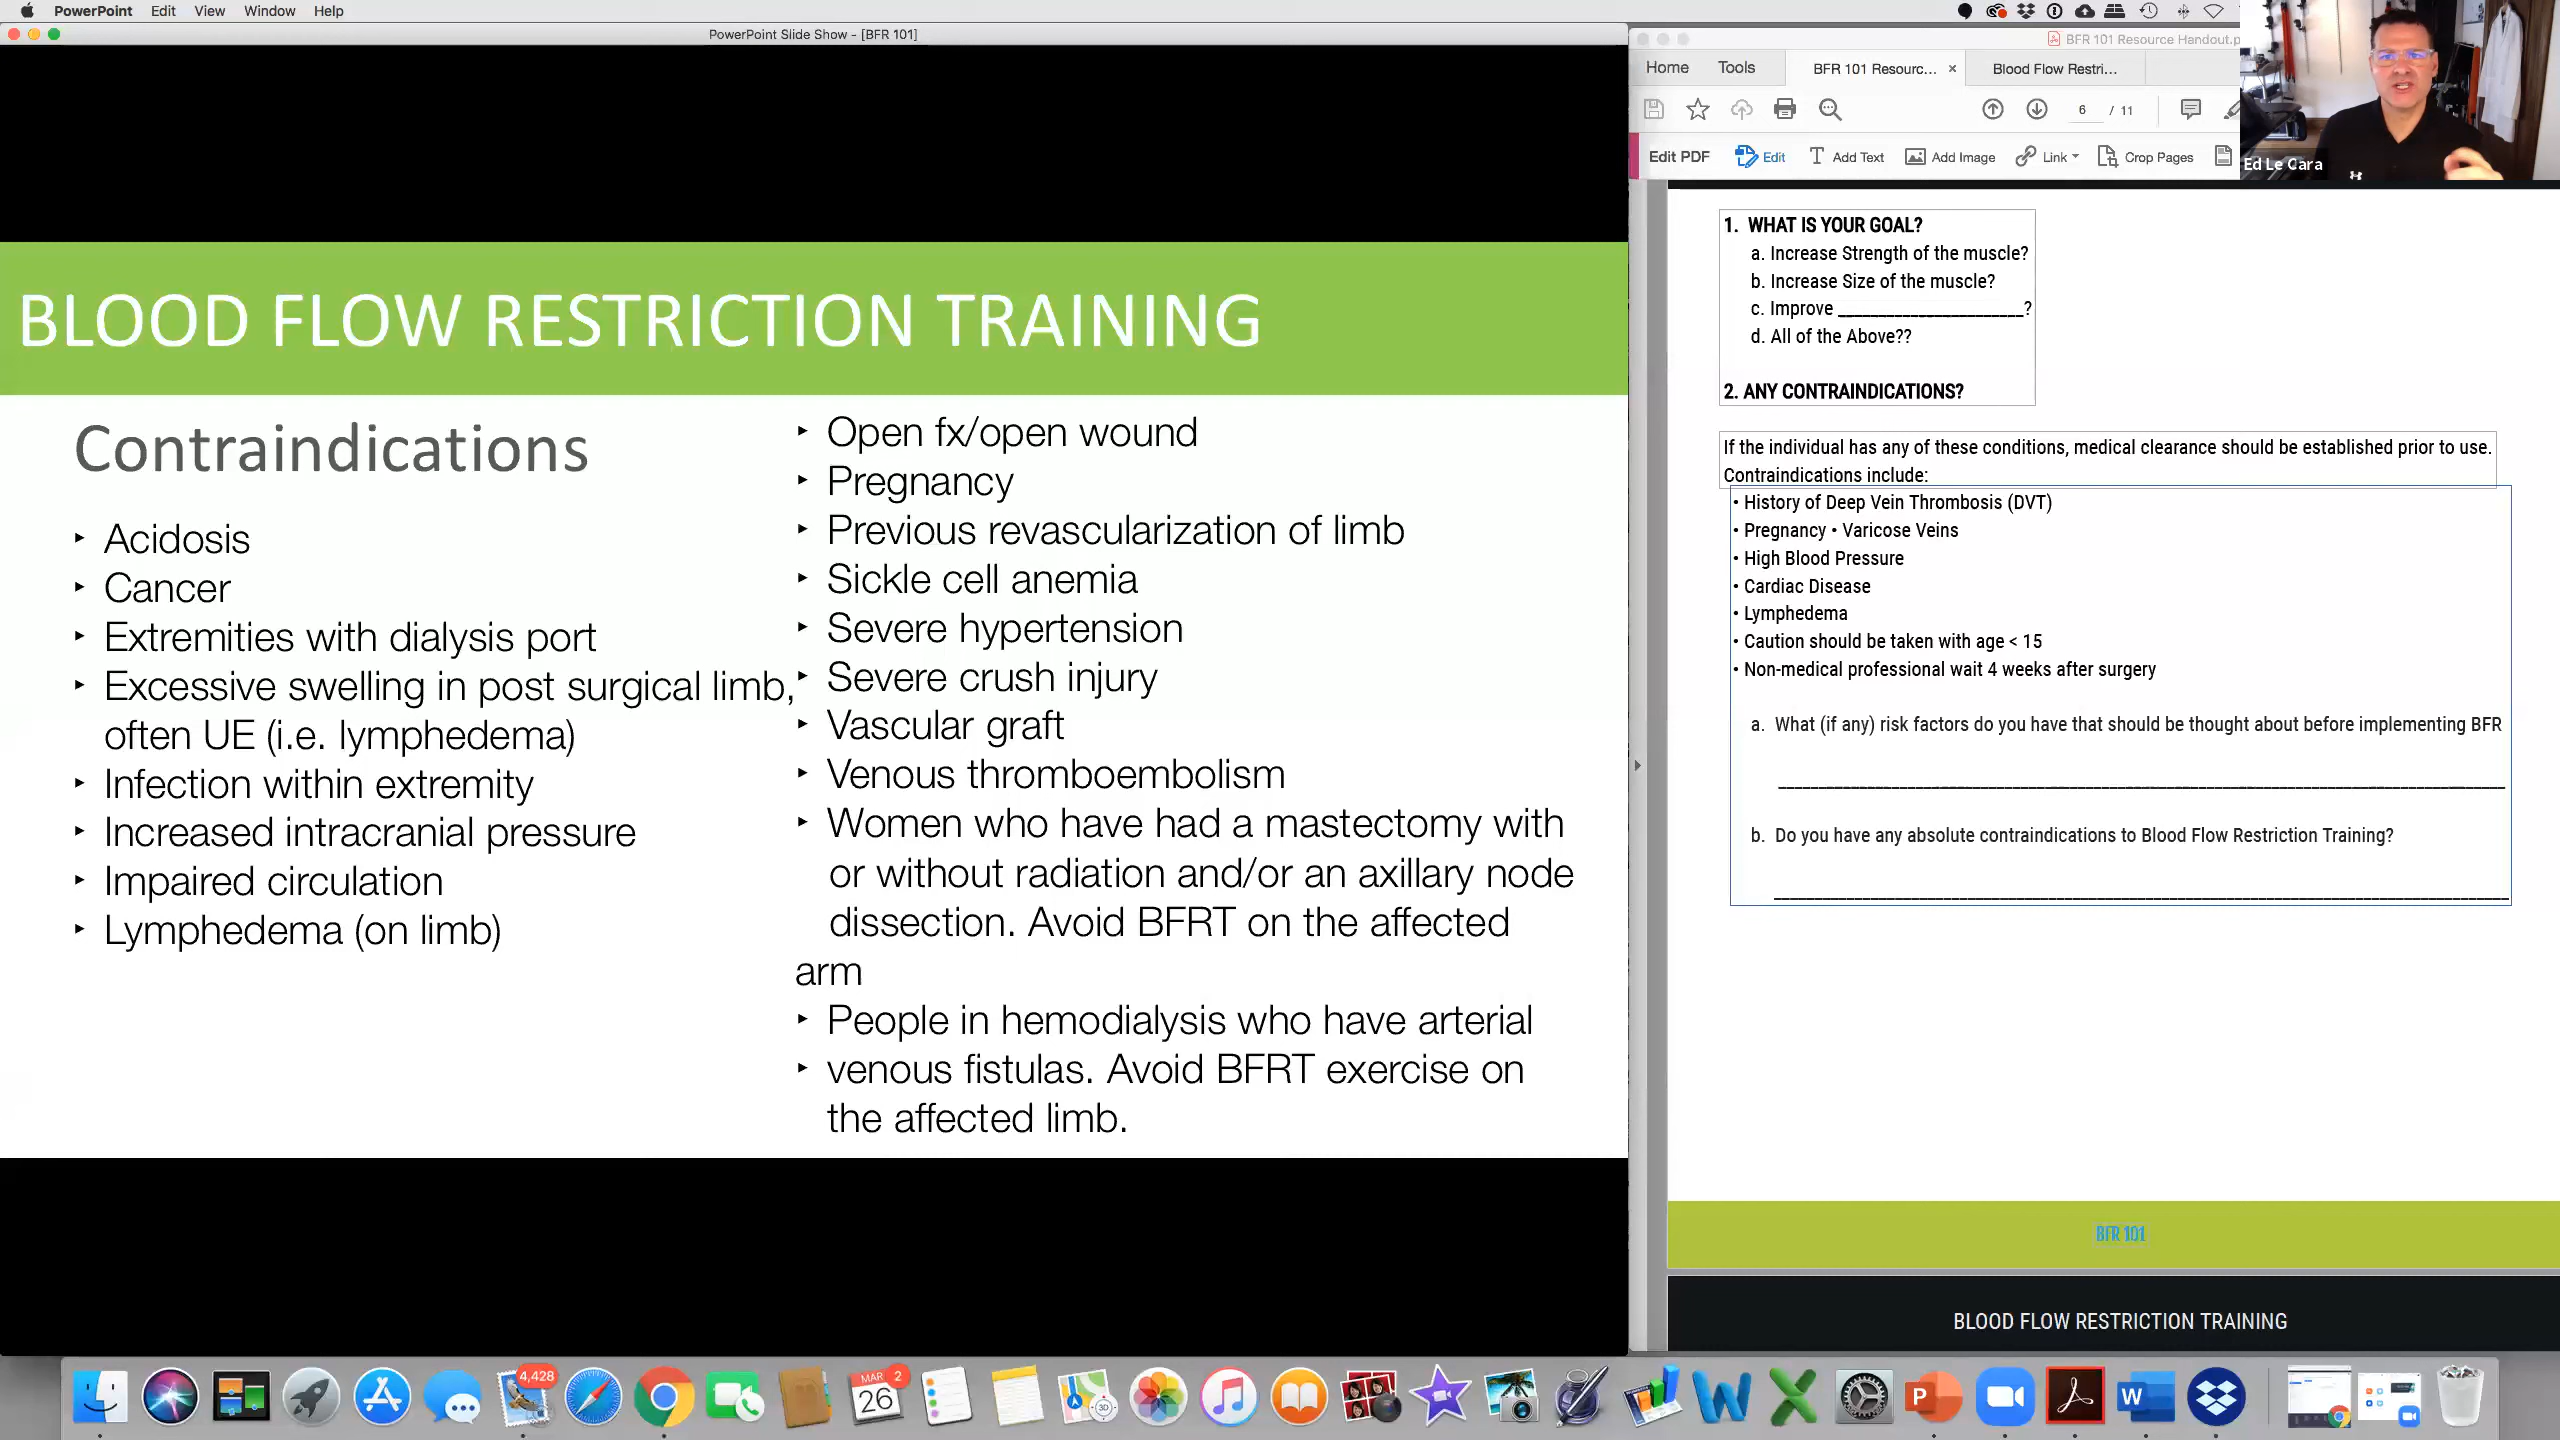 PowerPoint Edit View Window Help
PowerPoint Slide Show - [BFR 101]
BLOOD FLOW RESTRICTION TRAINING
Contraindications
‣ Acidosis
‣ Cancer
‣ Extremities with dialysis port
‣ Excessive swelling in post surgical limb,
often UE (i.e. lymphedema)
‣ Infection within extremity
‣ Increased intracranial pressure
‣ Impaired circulation
‣ Lymphedema (on limb)
‣ Open fx/open wound
‣ Pregnancy
‣ Previous revascularization of limb
‣ Sickle cell anemia
‣ Severe hypertension
‣ Severe crush injury
‣ Vascular graft
‣ Venous thromboembolism
‣ Women who have had a mastectomy with
or without radiation and/or an axillary node
dissection. Avoid BFRT on the affected
arm
‣ People in hemodialysis who have arterial
‣ venous fistulas. Avoid BFRT exercise on
the affected limb.
BFR 101 Resource Handout.p
Home Tools BFR 101 Resourc... × Blood Flow Restri...
6 / 11
Edit PDF Edit Add Text Add Image Link Crop Pages
Ed Le Cara
1. WHAT IS YOUR GOAL?
a. Increase Strength of the muscle?
b. Increase Size of the muscle?
c. Improve ______________________?
d. All of the Above??
2. ANY CONTRAINDICATIONS?
If the individual has any of these conditions, medical clearance should be established prior to use.
Contraindications include:
• History of Deep Vein Thrombosis (DVT)
• Pregnancy • Varicose Veins
• High Blood Pressure
• Cardiac Disease
• Lymphedema
• Caution should be taken with age < 15
• Non-medical professional wait 4 weeks after surgery
a. What (if any) risk factors do you have that should be thought about before implementing BFR
b. Do you have any absolute contraindications to Blood Flow Restriction Training?
BFR 101
BLOOD FLOW RESTRICTION TRAINING
4,428
MAR 2
26
3D
W X P W